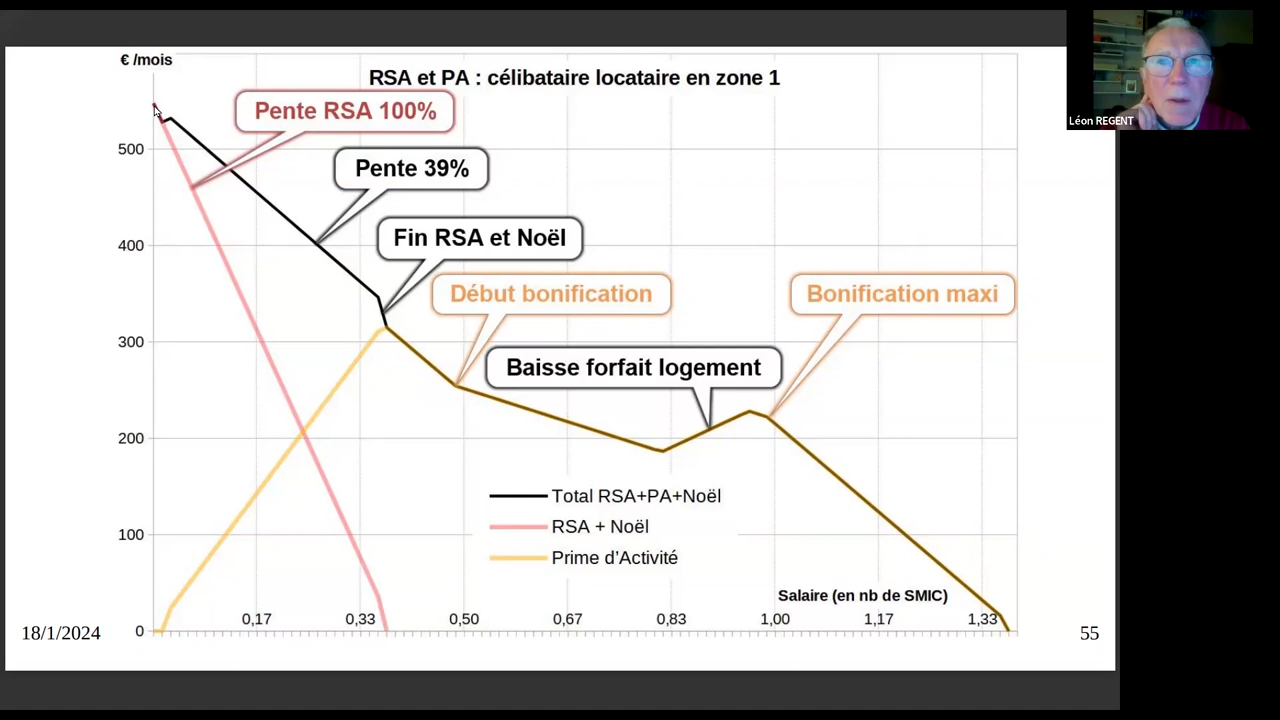 € /mois
RSA et PA : célibataire locataire en zone 1
Léon REGENT
Pente RSA 100%
500
Pente 39%
400
Fin RSA et Noël
Début bonification
Bonification maxi
300
Baisse forfait logement
200
Total RSA+PA+Noël
RSA + Noël
100
Prime d’Activité
Salaire (en nb de SMIC)
0
0,17
0,33
0,50
0,67
0,83
1,00
1,17
1,33
18/1/2024
55